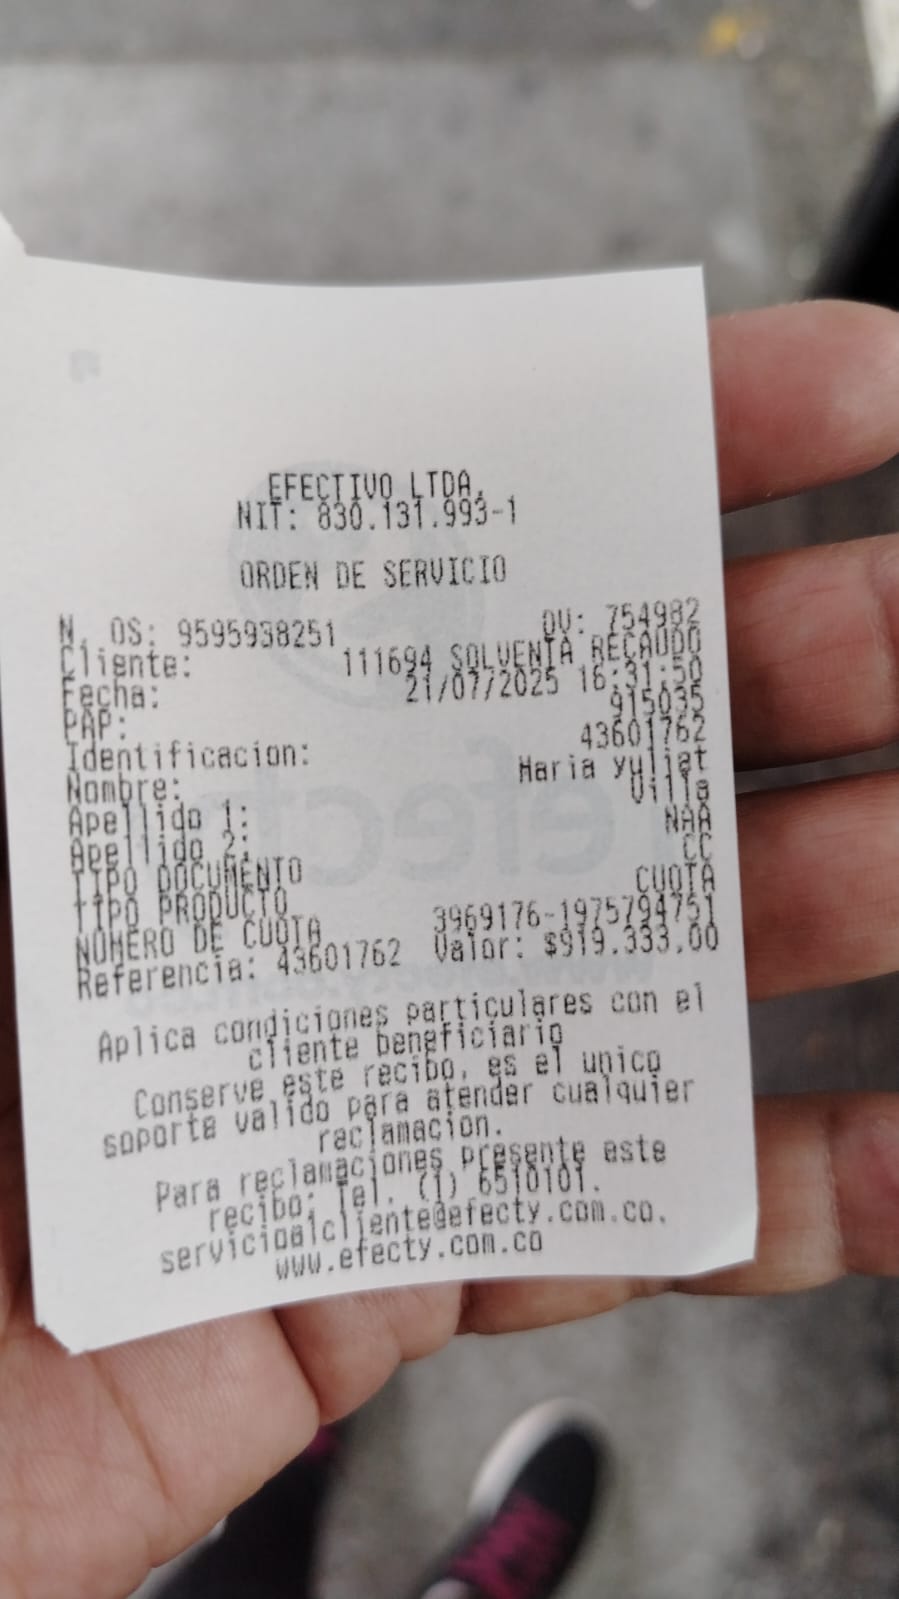 EFECTIVO LTDA.
NIT: 830.131.993-1
ORDEN DE SERVICIO
N. OS: 9595938251 DV: 754982
Cliente: 111694 SOLVENTA RECAUDO
Fecha: 21/07/2025 16:31:50
PAP: 915035
Identificacion: 43601762
Nombre: Maria yuliet
Apellido 1: Villa
Apellido 2: NAA
TIPO DOCUMENTO CC
TIPO PRODUCTO CUOTA
NUMERO DE CUOTA 3969176-1975794751
Referencia: 43601762 Valor: $919.333.00
Aplica condiciones particulares con el
cliente beneficiario
Conserve este recibo, es el unico
soporte valido para atender cualquier
reclamacion.
Para reclamaciones presente este
recibo; Tel. (1) 6510101.
servicioalcliente@efecty.com.co.
www.efecty.com.co